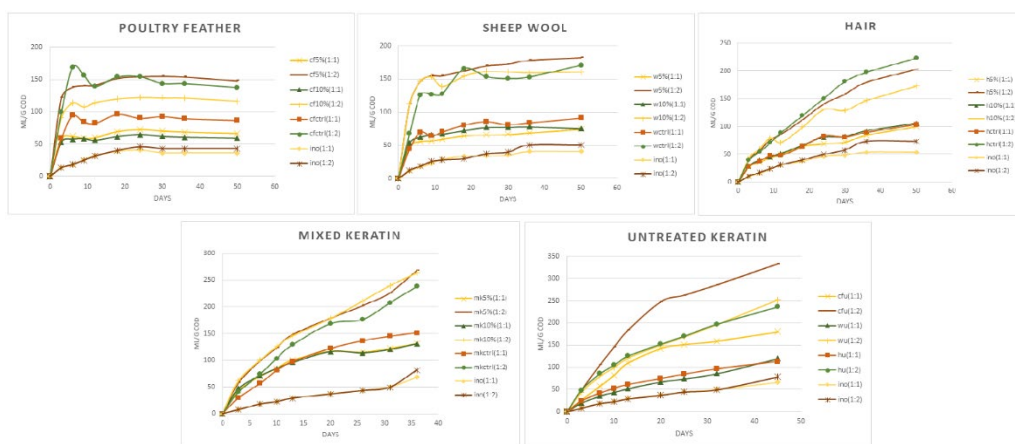 POULTRY FEATHER
ML/G COD
200
150
100
50
0
0
10
20
30
40
50
60
DAYS
cf5%(1:1)
cf5%(1:2)
cf10%(1:1)
cf10%(1:2)
cfctrl(1:1)
cfctrl(1:2)
ino(1:1)
ino(1:2)
SHEEP WOOL
ML/G COD
200
150
100
50
0
0
10
20
30
40
50
60
DAYS
w5%(1:1)
w5%(1:2)
w10%(1:1)
w10%(1:2)
wctrl(1:1)
wctrl(1:2)
ino(1:1)
ino(1:2)
HAIR
ML/G COD
250
200
150
100
50
0
0
10
20
30
40
50
60
DAYS
h5%(1:2)
h10%(1:2)
hctrl(1:1)
hctrl(1:2)
ino(1:1)
ino(1:2)
MIXED KERATIN
ML/G COD
300
250
200
150
100
50
0
0
5
10
15
20
25
30
35
40
DAYS
mk5%(1:1)
mk5%(1:2)
mk10%(1:1)
mk10%(1:2)
mkctrl(1:1)
mkctrl(1:2)
ino(1:1)
ino(1:2)
UNTREATED KERATIN
ML/G COD
350
300
250
200
150
100
50
0
0
10
20
30
40
50
DAYS
cfu(1:1)
cfu(1:2)
wu(1:1)
wu(1:2)
hu(1:1)
hu(1:2)
ino(1:1)
ino(1:2)